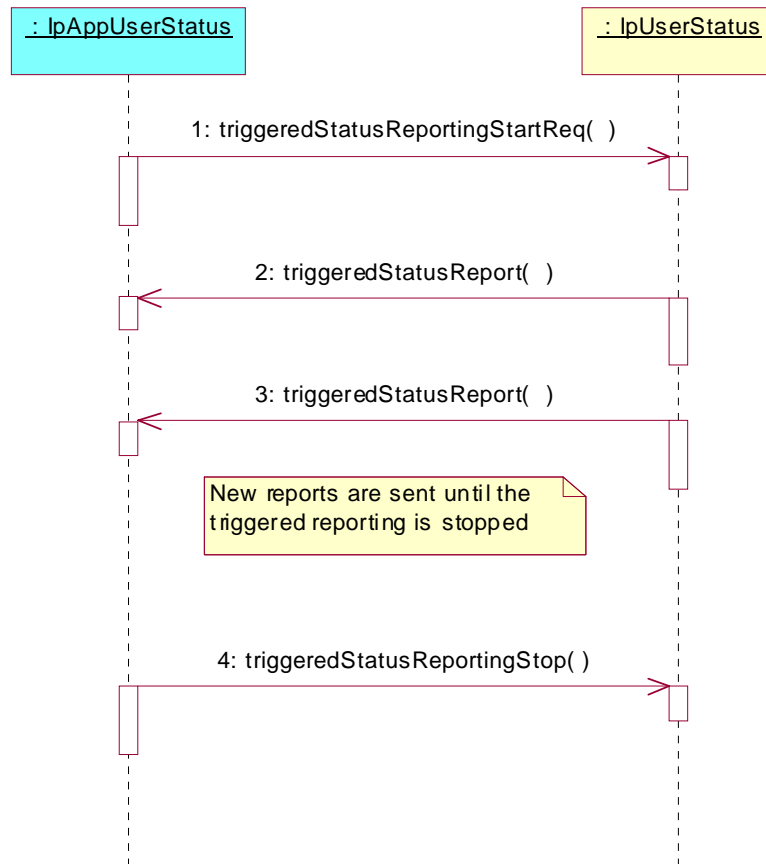 : IpAppUserStatus
: IpUserStatus
1: triggeredStatusReportingStartReq( )
2: triggeredStatusReport( )
3: triggeredStatusReport( )
New reports are sent until the
triggered reporting is stopped
4: triggeredStatusReportingStop( )